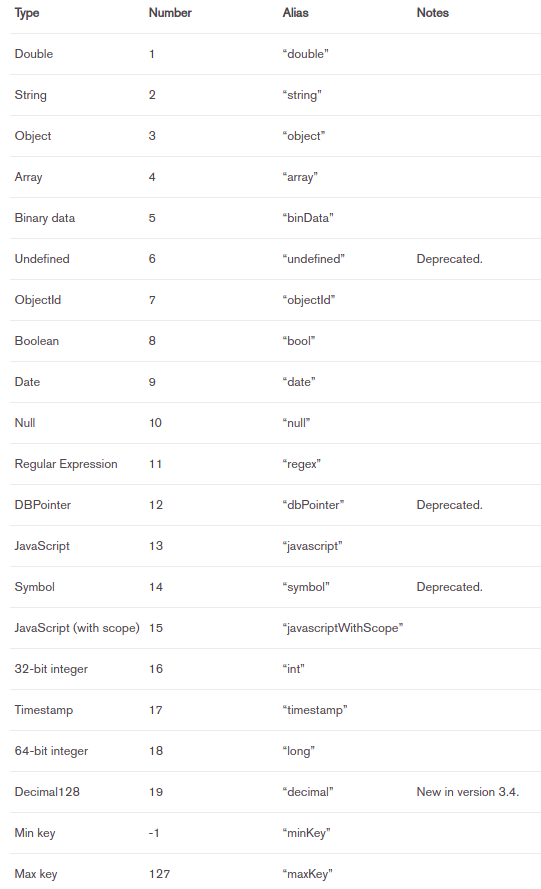 Type Number Alias Notes
Double 1 “double”
String 2 “string”
Object 3 “object”
Array 4 “array”
Binary data 5 “binData”
Undefined 6 “undefined” Deprecated.
ObjectId 7 “objectId”
Boolean 8 “bool”
Date 9 “date”
Null 10 “null”
Regular Expression 11 “regex”
DBPointer 12 “dbPointer” Deprecated.
JavaScript 13 “javascript”
Symbol 14 “symbol” Deprecated.
JavaScript (with scope) 15 “javascriptWithScope”
32-bit integer 16 “int”
Timestamp 17 “timestamp”
64-bit integer 18 “long”
Decimal128 19 “decimal” New in version 3.4.
Min key -1 “minKey”
Max key 127 “maxKey”